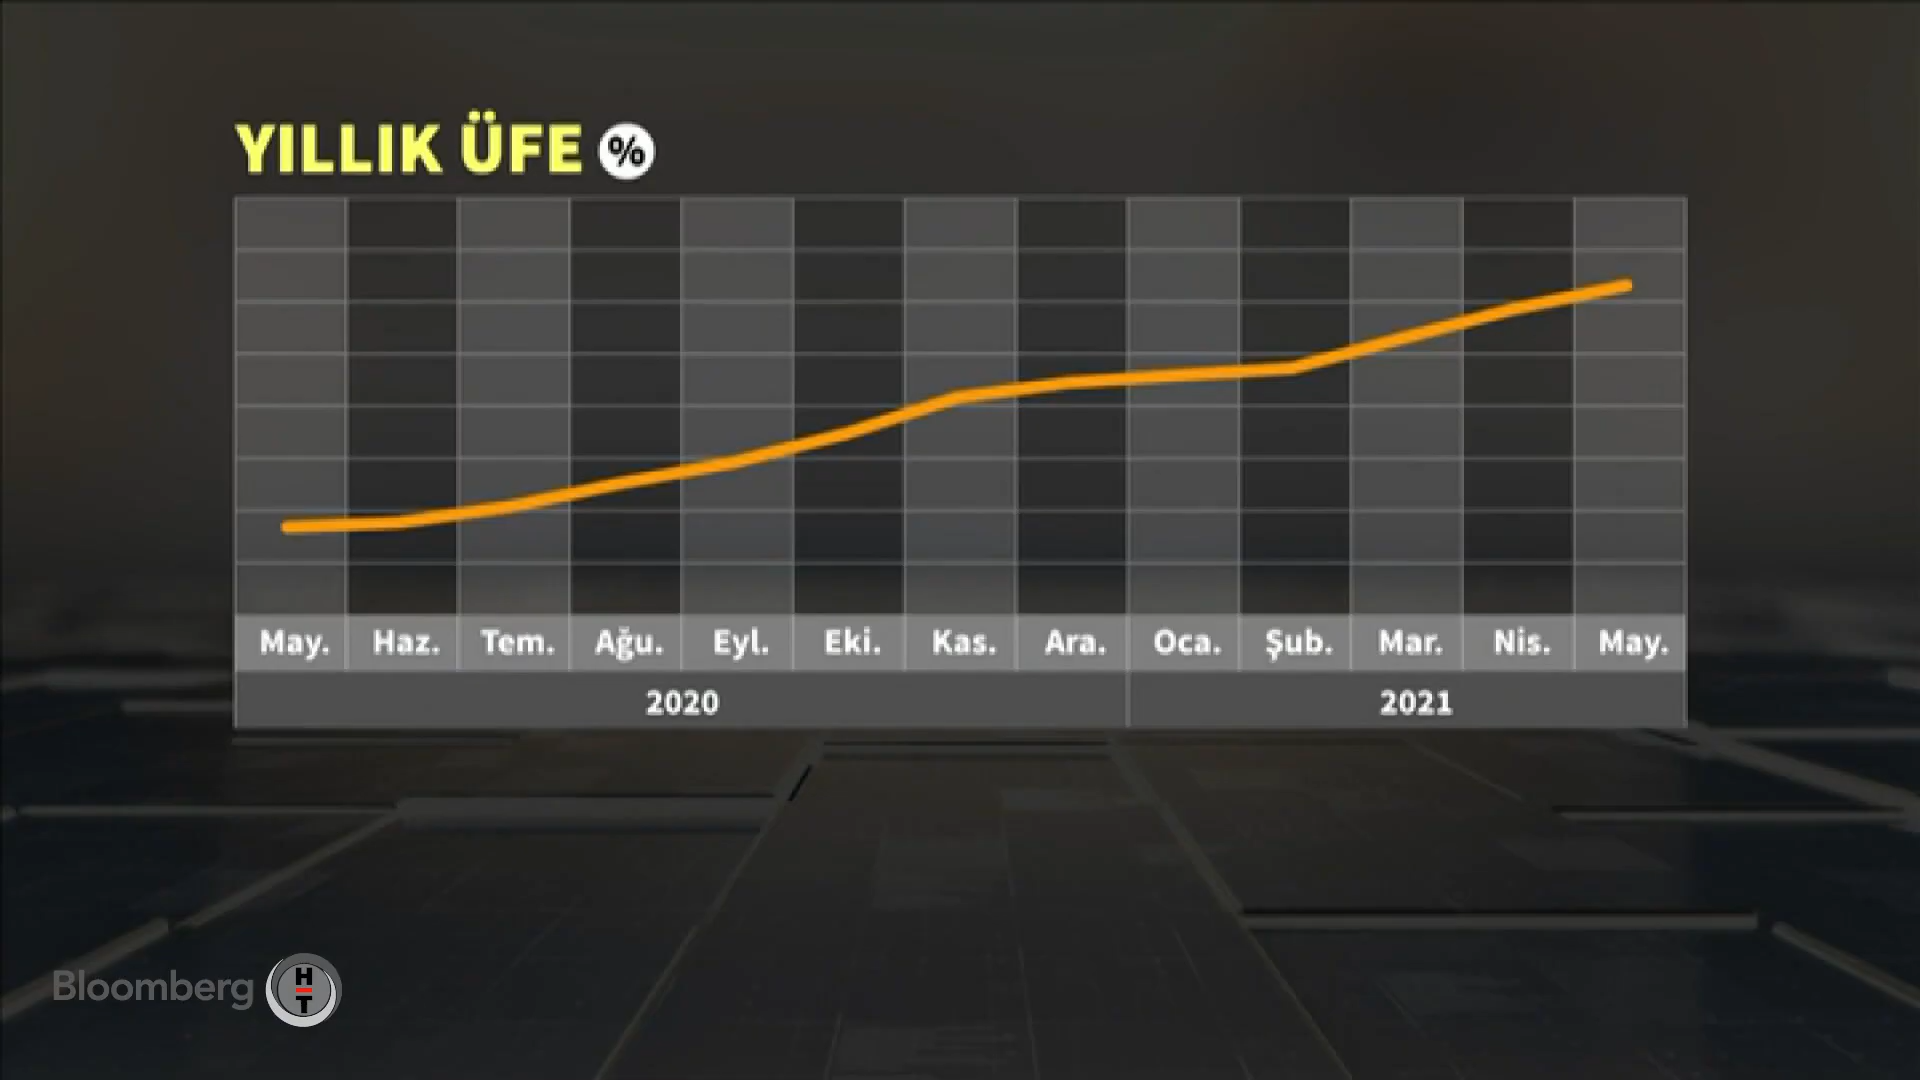 YILLIK ÜFE %
May. Haz. Tem. Ağu. Eyl. Eki. Kas. Ara. Oca. Şub. Mar. Nis. May.
2020 2021
Bloomberg HT